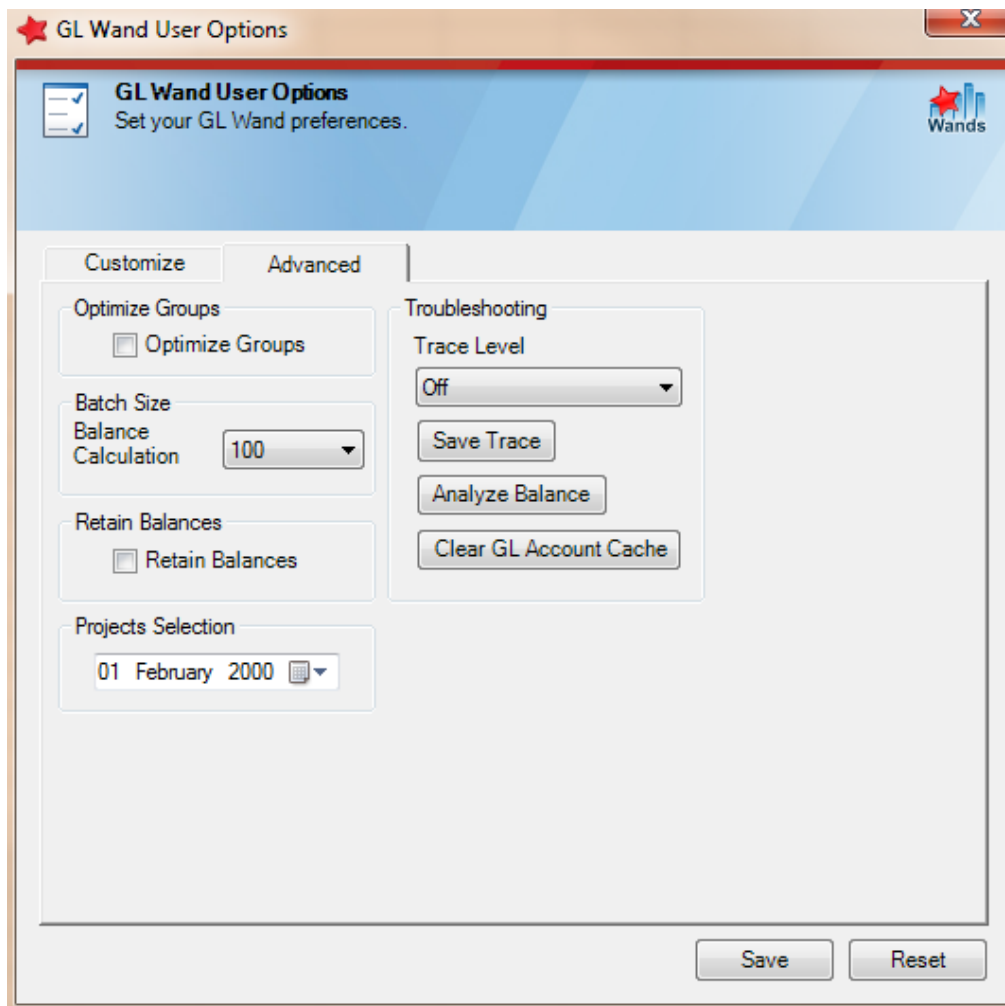 GL Wand User Options
X
GL Wand User Options
Set your GL Wand preferences.
Wands
Customize
Advanced
Optimize Groups
Optimize Groups
Batch Size
Balance
Calculation
100
Retain Balances
Retain Balances
Projects Selection
01 February 2000
Troubleshooting
Trace Level
Off
Save Trace
Analyze Balance
Clear GL Account Cache
Save
Reset